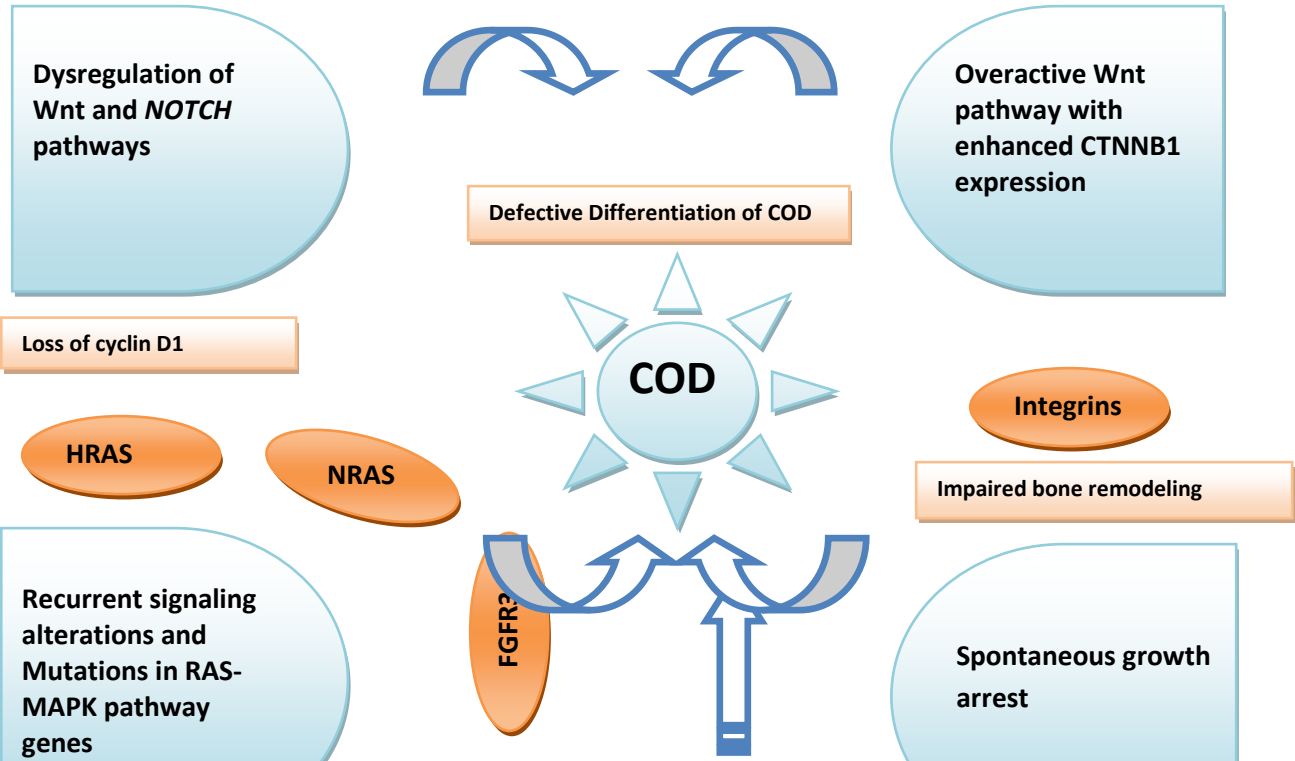 Dysregulation of
Wnt and NOTCH
pathways
Overactive Wnt
pathway with
enhanced CTNNB1
expression
Defective Differentiation of COD
Loss of cyclin D1
COD
Integrins
HRAS
NRAS
Impaired bone remodeling
FGFR3
Recurrent signaling
alterations and
Mutations in RAS-
MAPK pathway
genes
Spontaneous growth
arrest